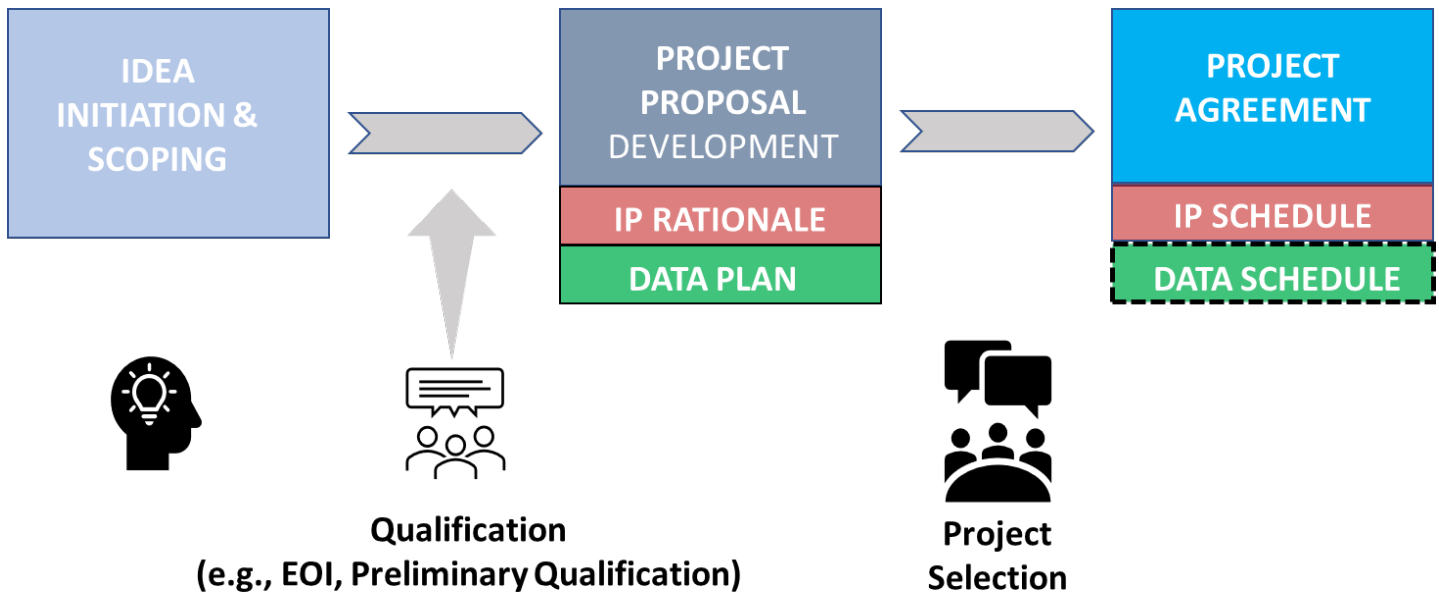 IDEA
INITIATION &
SCOPING
PROJECT
PROPOSAL
DEVELOPMENT
IP RATIONALE
DATA PLAN
PROJECT
AGREEMENT
IP SCHEDULE
DATA SCHEDULE
Qualification
(e.g., EOI, Preliminary Qualification)
Project
Selection